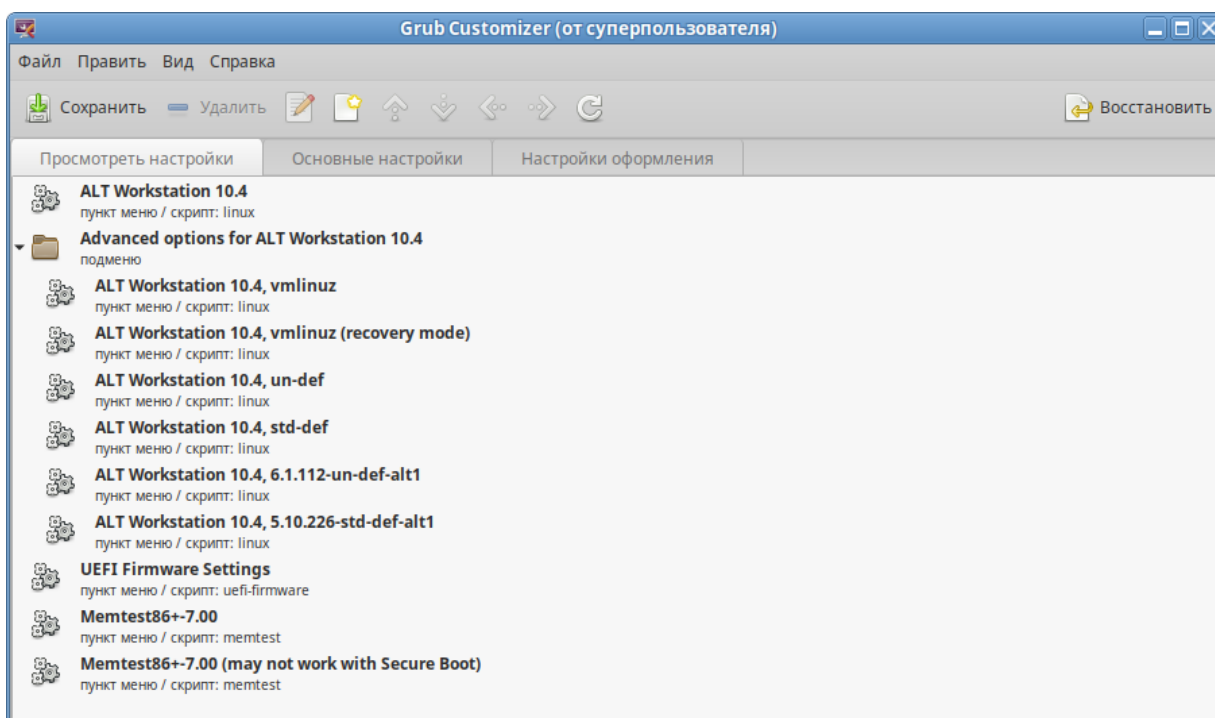 Grub Customizer (от суперпользователя)
Файл Править Вид Справка
Сохранить Удалить Восстановить
Просмотреть настройки Основные настройки Настройки оформления
ALT Workstation 10.4
пункт меню / скрипт: linux
Advanced options for ALT Workstation 10.4
подменю
ALT Workstation 10.4, vmlinuz
пункт меню / скрипт: linux
ALT Workstation 10.4, vmlinuz (recovery mode)
пункт меню / скрипт: linux
ALT Workstation 10.4, un-def
пункт меню / скрипт: linux
ALT Workstation 10.4, std-def
пункт меню / скрипт: linux
ALT Workstation 10.4, 6.1.112-un-def-alt1
пункт меню / скрипт: linux
ALT Workstation 10.4, 5.10.226-std-def-alt1
пункт меню / скрипт: linux
UEFI Firmware Settings
пункт меню / скрипт: uefi-firmware
Memtest86+-7.00
пункт меню / скрипт: memtest
Memtest86+-7.00 (may not work with Secure Boot)
пункт меню / скрипт: memtest